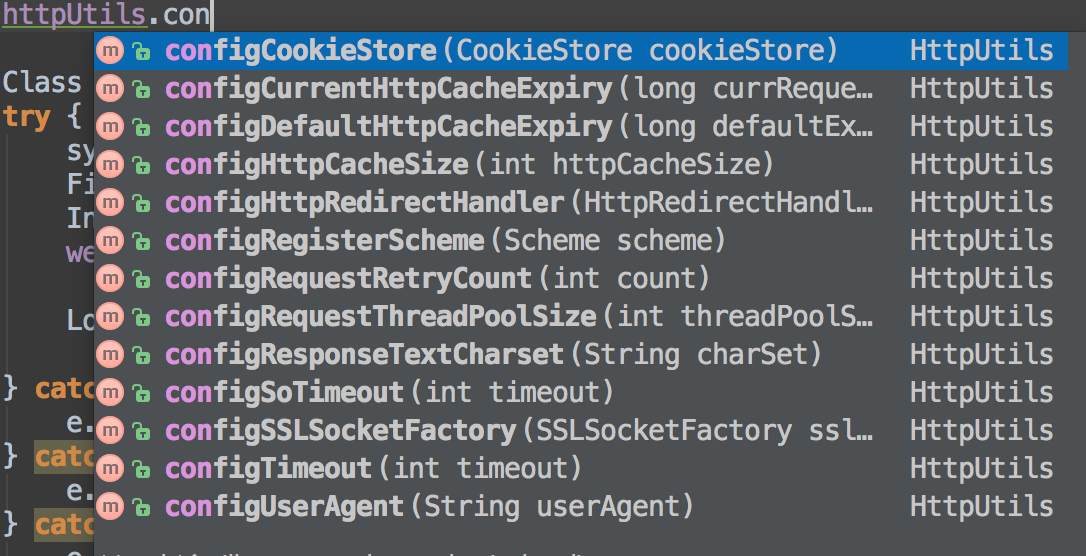 httpUtils.con
configCookieStore(CookieStore cookieStore) HttpUtils
Class
configCurrentHttpCacheExpiry(long currReque… HttpUtils
try {
configDefaultHttpCacheExpiry(long defaultEx… HttpUtils
sy
configHttpCacheSize(int httpCacheSize) HttpUtils
Fi
configHttpRedirectHandler(HttpRedirectHandl… HttpUtils
In
configRegisterScheme(Scheme scheme) HttpUtils
we
configRequestRetryCount(int count) HttpUtils
configRequestThreadPoolSize(int threadPoolS… HttpUtils
Lo
configResponseTextCharset(String charSet) HttpUtils
} catc
configSoTimeout(int timeout) HttpUtils
e.
configSSLSocketFactory(SSLSocketFactory ssl… HttpUtils
} catc
configTimeout(int timeout) HttpUtils
e.
configUserAgent(String userAgent) HttpUtils
} catc